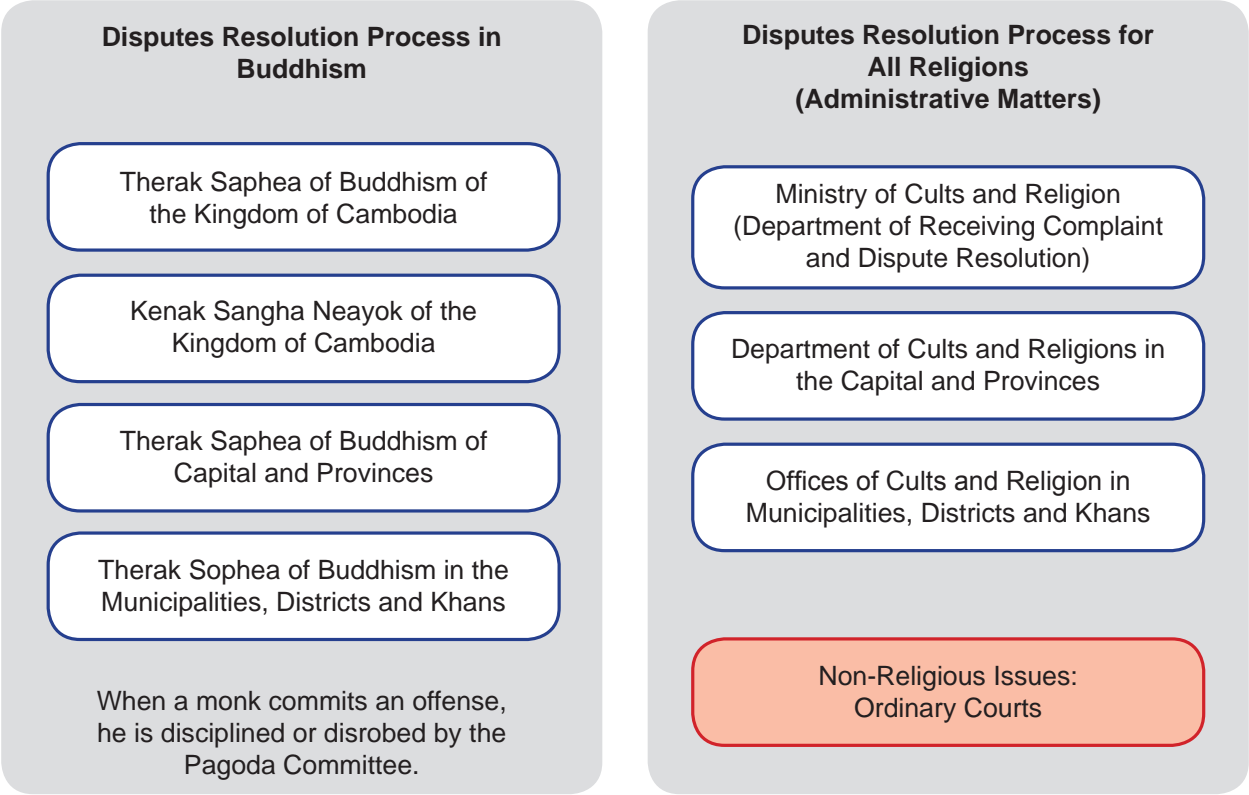 Disputes Resolution Process in
Buddhism
Therak Saphea of Buddhism of
the Kingdom of Cambodia
Kenak Sangha Neayok of the
Kingdom of Cambodia
Therak Saphea of Buddhism of
Capital and Provinces
Therak Sophea of Buddhism in the
Municipalities, Districts and Khans
When a monk commits an offense,
he is disciplined or disrobed by the
Pagoda Committee.
Disputes Resolution Process for
All Religions
(Administrative Matters)
Ministry of Cults and Religion
(Department of Receiving Complaint
and Dispute Resolution)
Department of Cults and Religions in
the Capital and Provinces
Offices of Cults and Religion in
Municipalities, Districts and Khans
Non-Religious Issues:
Ordinary Courts